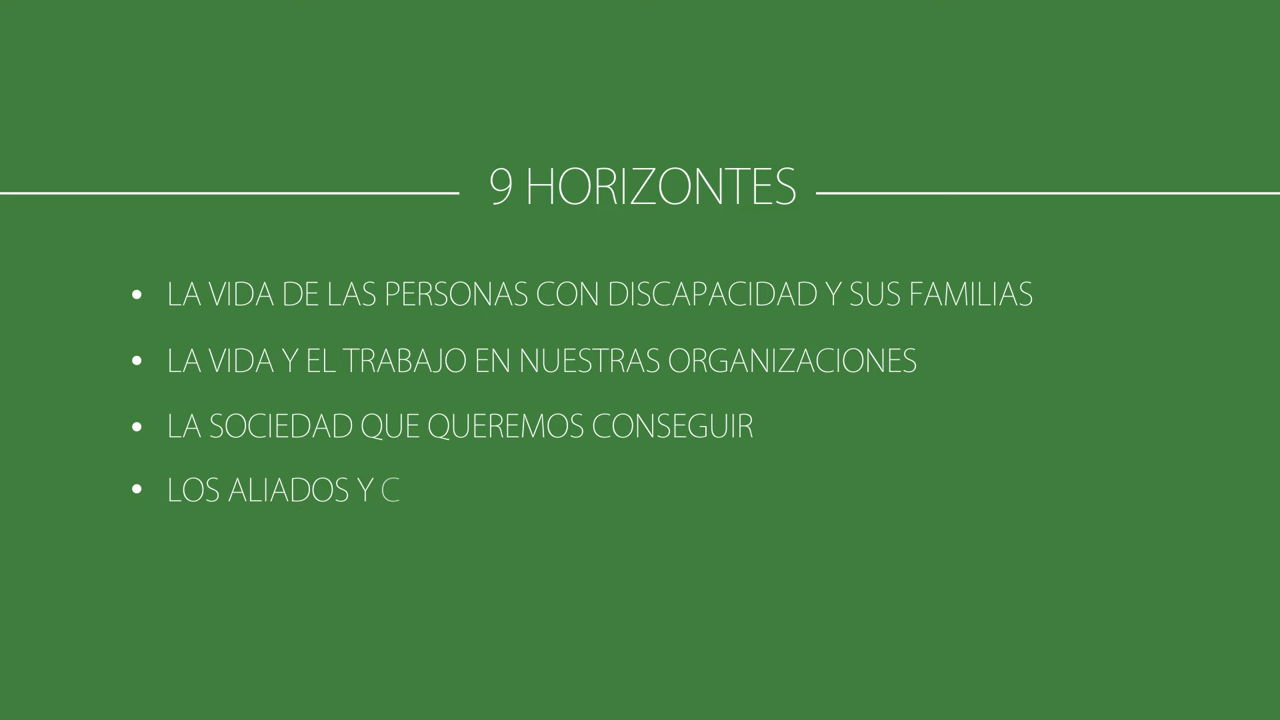 9 HORIZONTES
• LA VIDA DE LAS PERSONAS CON DISCAPACIDAD Y SUS FAMILIAS
• LA VIDA Y EL TRABAJO EN NUESTRAS ORGANIZACIONES
• LA SOCIEDAD QUE QUEREMOS CONSEGUIR
• LOS ALIADOS Y C